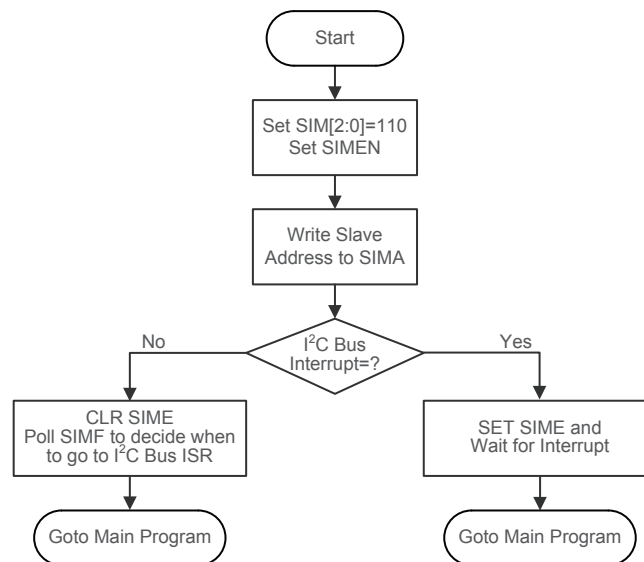 Start
Set SIM[2:0]=110
Set SIMEN
Write Slave
Address to SIMA
I²C Bus
Interrupt=?
No
Yes
CLR SIME
Poll SIMF to decide when
to go to I²C Bus ISR
SET SIME and
Wait for Interrupt
Goto Main Program
Goto Main Program